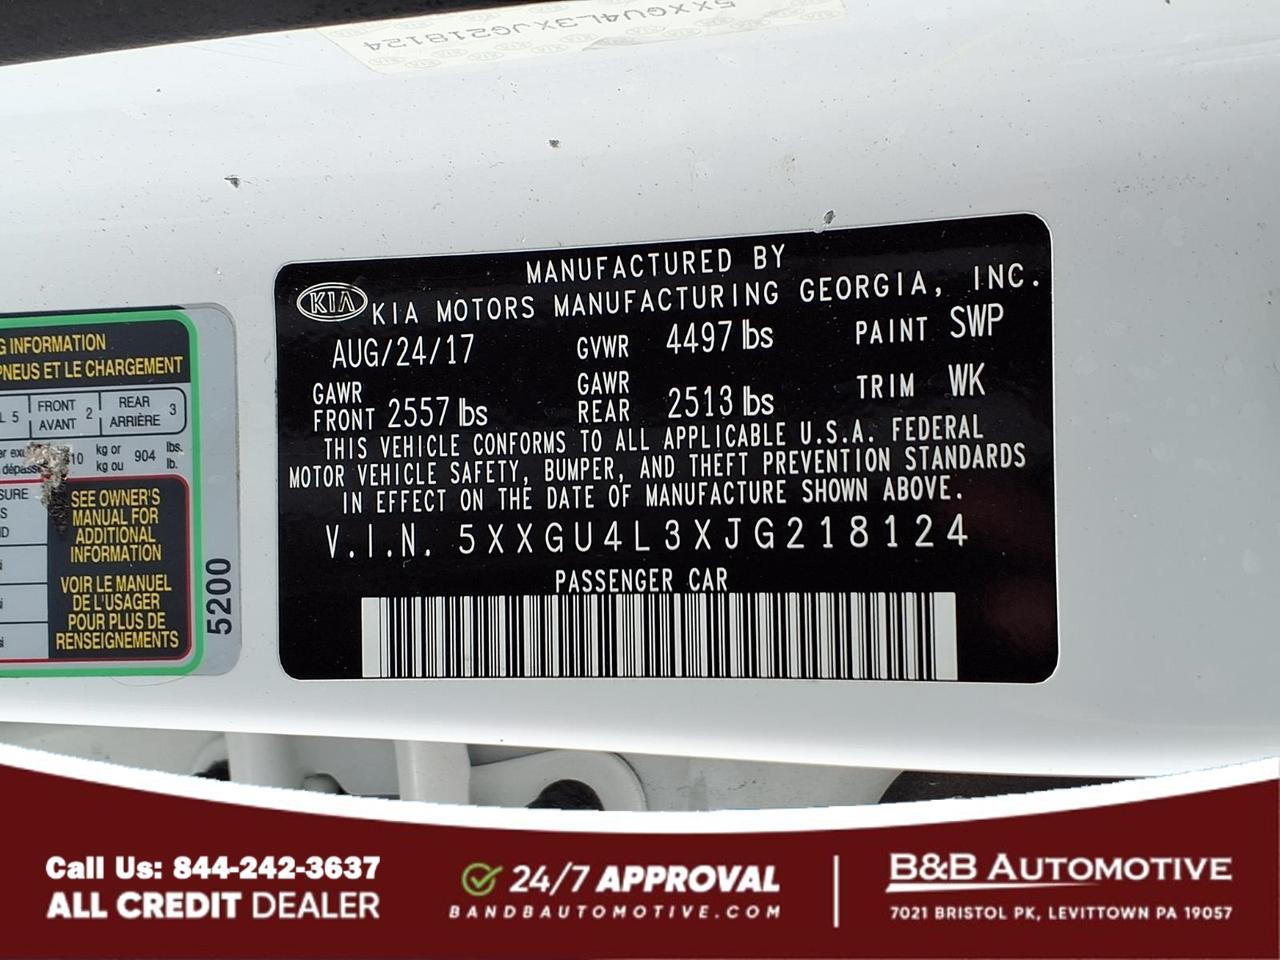 5XXGU4L3XJG218124
MANUFACTURED BY
KIA KIA MOTORS MANUFACTURING GEORGIA, INC.
AUG/24/17 GVWR 4497 lbs PAINT SWP
GAWR FRONT 2557 lbs GAWR REAR 2513 lbs TRIM WK
THIS VEHICLE CONFORMS TO ALL APPLICABLE U.S.A. FEDERAL
MOTOR VEHICLE SAFETY, BUMPER, AND THEFT PREVENTION STANDARDS
IN EFFECT ON THE DATE OF MANUFACTURE SHOWN ABOVE.
V.I.N. 5XXGU4L3XJG218124
PASSENGER CAR
INFORMATION
PNEUS ET LE CHARGEMENT
5 FRONT AVANT 2 REAR ARRIÈRE 3
kg or kg ou 904 lbs. lb.
SEE OWNER'S
MANUAL FOR
ADDITIONAL
INFORMATION
VOIR LE MANUEL
DE L'USAGER
POUR PLUS DE
RENSEIGNEMENTS
5200
Call Us: 844-242-3637
ALL CREDIT DEALER
24/7 APPROVAL
BANDBAUTOMOTIVE.COM
B&B AUTOMOTIVE
7021 BRISTOL PK, LEVITTOWN PA 19057